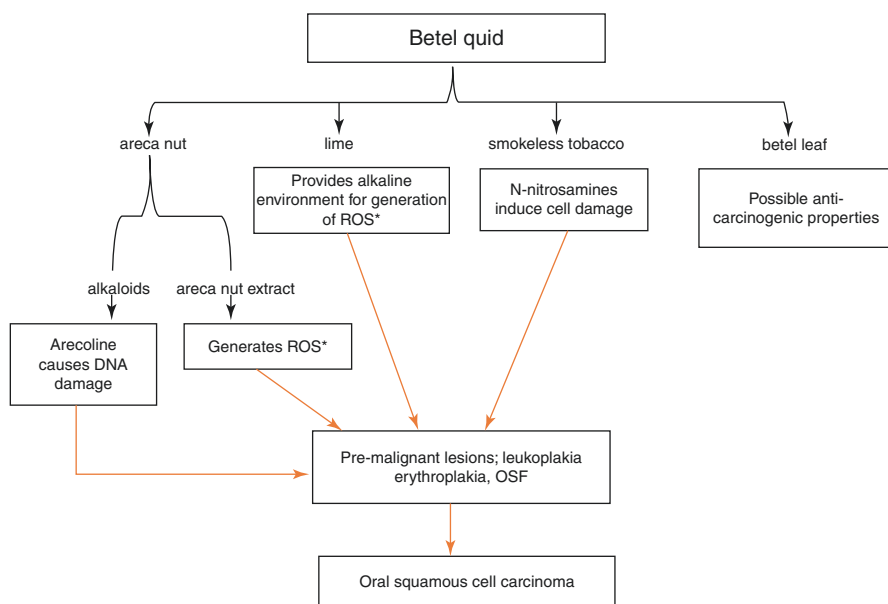 Betel quid
areca nut
lime
smokeless tobacco
betel leaf
Provides alkaline
environment for generation
of ROS*
N-nitrosamines
induce cell damage
Possible anti-
carcinogenic properties
alkaloids
areca nut extract
Arecoline
causes DNA
damage
Generates ROS*
Pre-malignant lesions; leukoplakia
erythroplakia, OSF
Oral squamous cell carcinoma